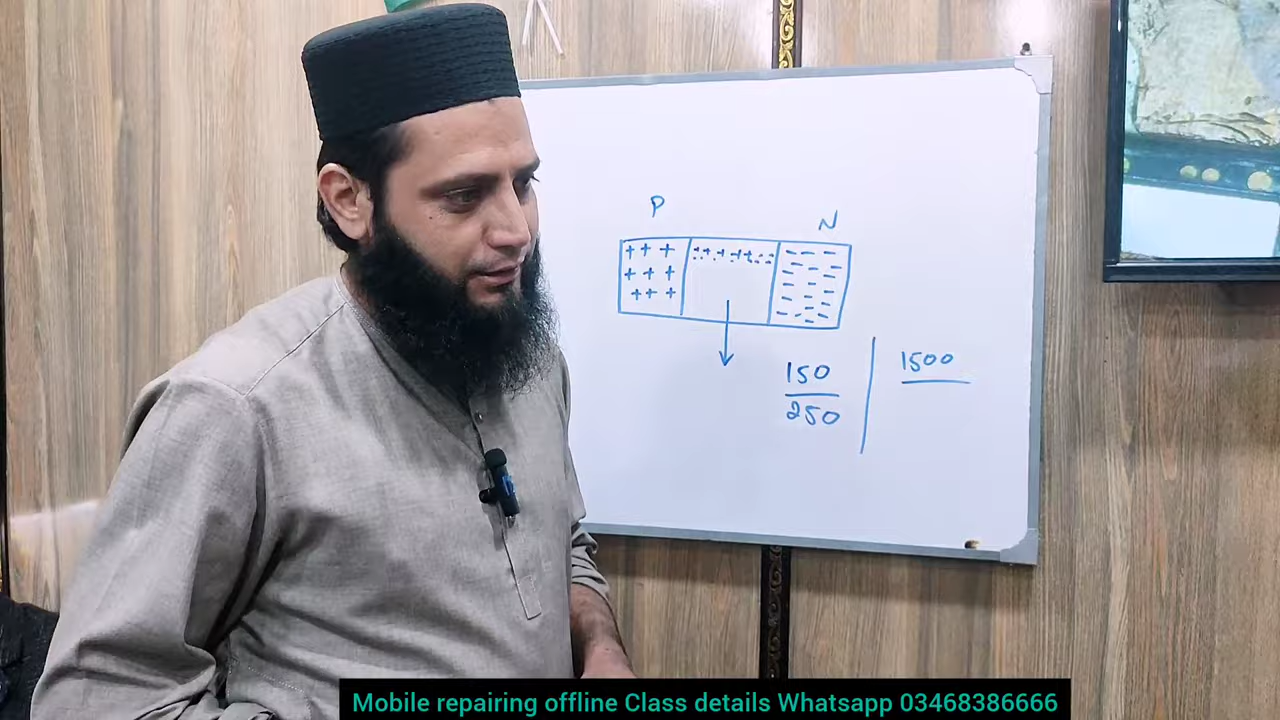 P N
+ + + + + + + + + - - - -
+ + + - - - -
+ + + - - -
150 1500
250
Mobile repairing offline Class details Whatsapp 03468386666